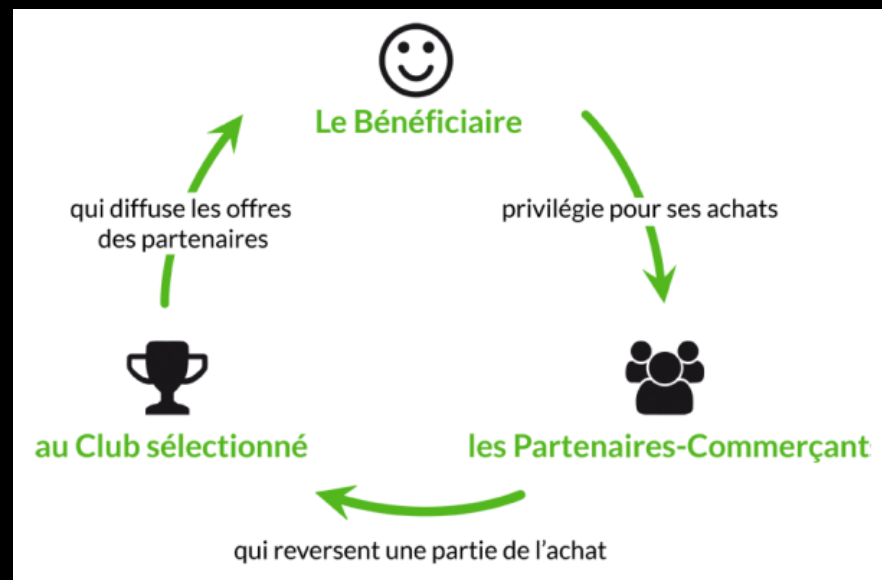 Le Bénéficiaire
privilégie pour ses achats
les Partenaires-Commerçants
qui reversent une partie de l'achat
au Club sélectionné
qui diffuse les offres
des partenaires